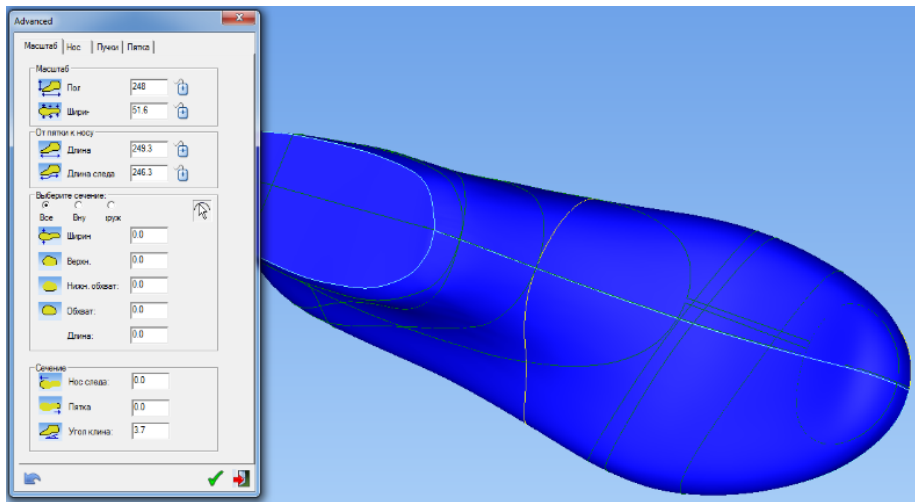 Advanced
Масштаб Нос Пучки Пятка
Масштаб
Пог 248
Шири- 51.6
От пятки к носу
Длина 249.3
Длина следа 246.3
Выберите сечение:
Все Вну груж
Ширин 0.0
Верхн. 0.0
Нижн. обхват: 0.0
Обхват: 0.0
Длина: 0.0
Сечение
Нос следа: 0.0
Пятка 0.0
Угол клина: 3.7